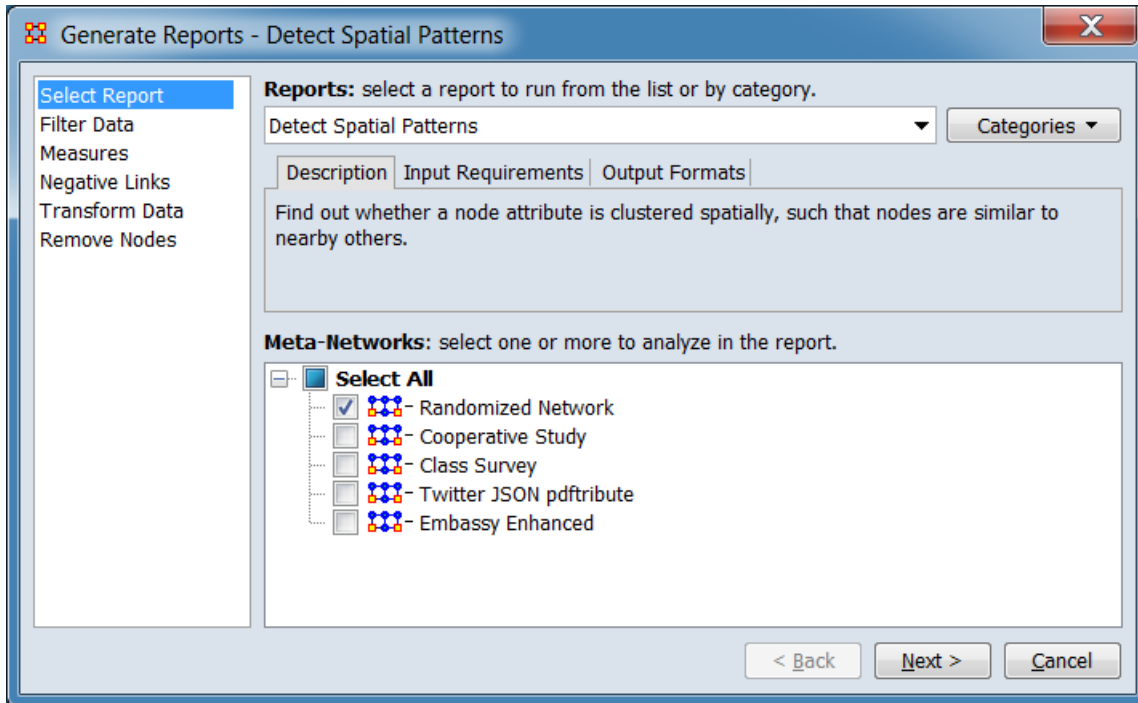 Generate Reports - Detect Spatial Patterns
X
Select Report
Filter Data
Measures
Negative Links
Transform Data
Remove Nodes
Reports: select a report to run from the list or by category.
Detect Spatial Patterns
Categories
Description Input Requirements Output Formats
Find out whether a node attribute is clustered spatially, such that nodes are similar to
nearby others.
Meta-Networks: select one or more to analyze in the report.
Select All
Randomized Network
Cooperative Study
Class Survey
Twitter JSON pdftribute
Embassy Enhanced
< Back Next > Cancel